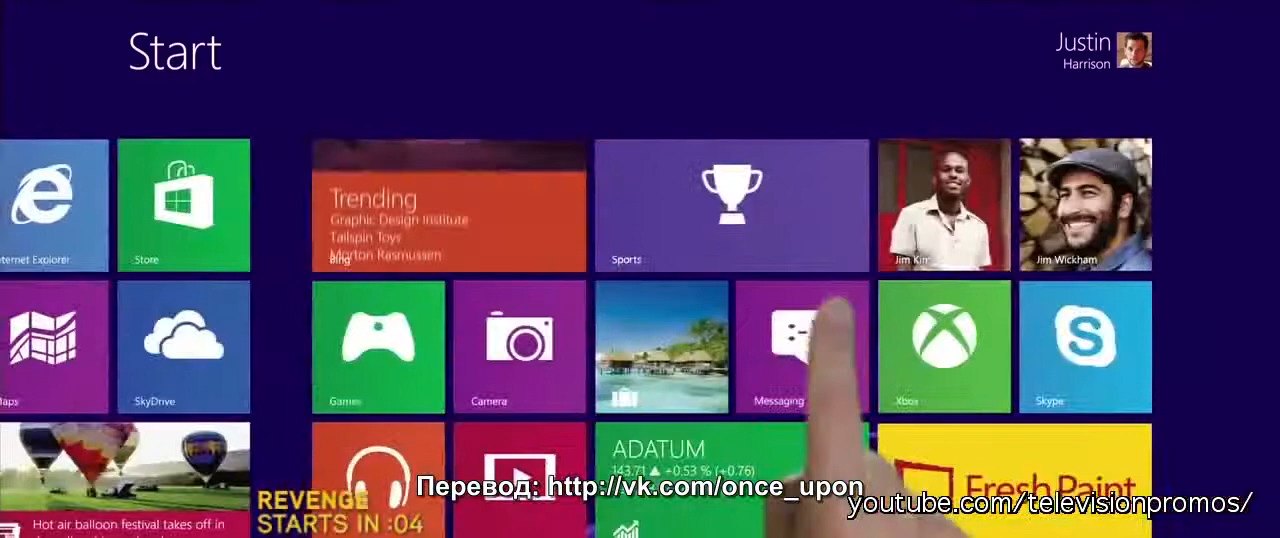 Start
Justin
Harrison
Internet Explorer
Store
Trending
Graphic Design Institute
Tailspin Toys
Morton Rasmussen
Bing
Sports
Jim Kim
Jim Wickham
Maps
SkyDrive
Games
Camera
Messaging
Xbox
Skype
ADATUM
143.71 ▲ +0.53 % (+0.76)
Fresh Paint
Hot air balloon festival takes off in
REVENGE
STARTS IN :04
Перевод: http://vk.com/once_upon
youtube.com/televisionpromos/